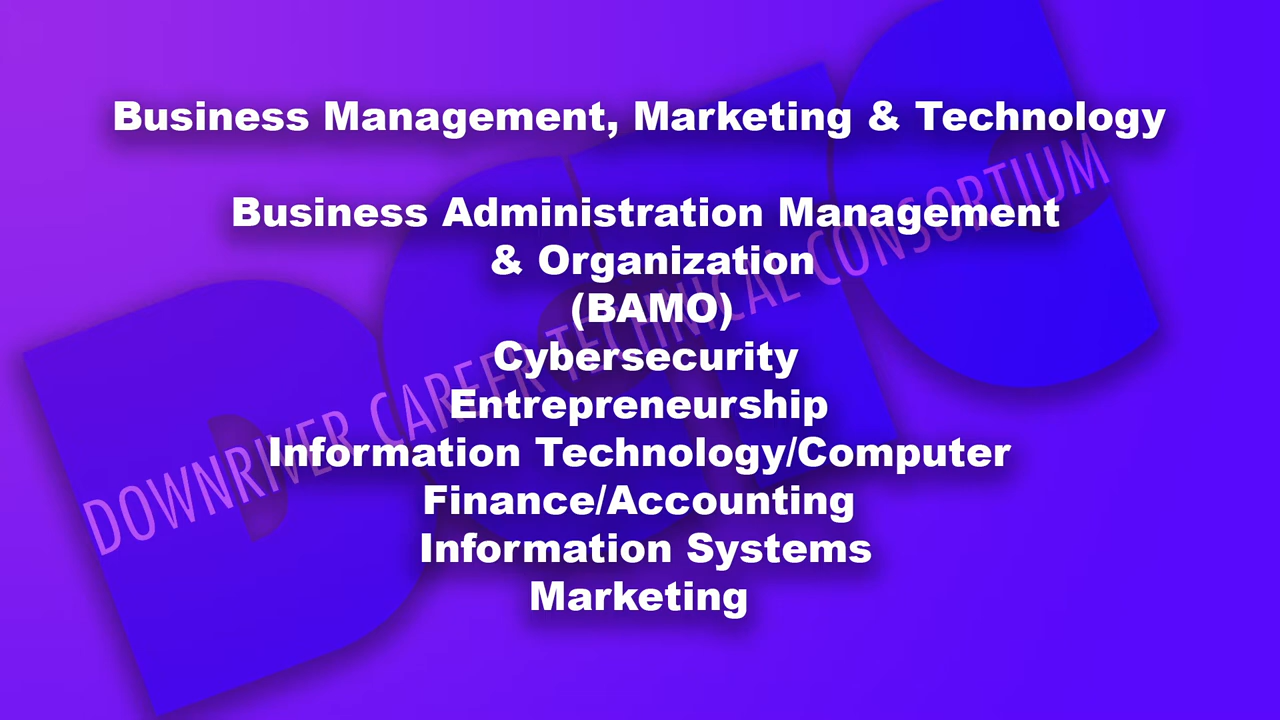 Business Management, Marketing & Technology
Business Administration Management
& Organization
(BAMO)
Cybersecurity
Entrepreneurship
Information Technology/Computer
Finance/Accounting
Information Systems
Marketing
DCTC
DOWNRIVER CAREER TECHNICAL CONSORTIUM